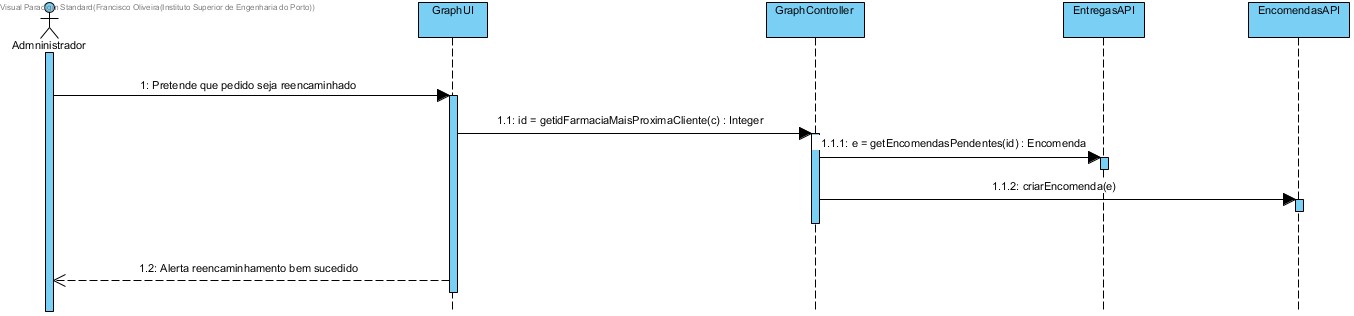 Visual Paradigm Standard(Francisco Oliveira(Instituto Superior de Engenharia do Porto))
GraphUI
GraphController
EntregasAPI
EncomendasAPI
Admninistrador
1: Pretende que pedido seja reencaminhado
1.1: id = getidFarmaciaMaisProximaCliente(c) : Integer
1.1.1: e = getEncomendasPendentes(id) : Encomenda
1.1.2: criarEncomenda(e)
1.2: Alerta reencaminhamento bem sucedido